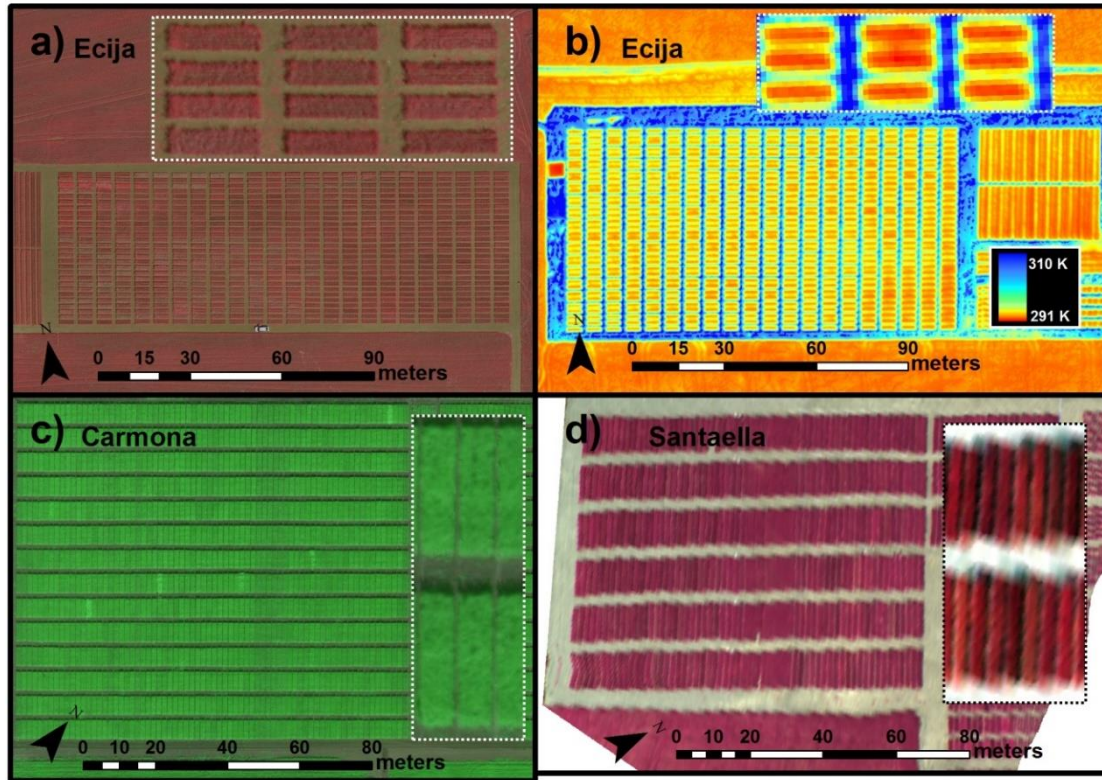 a) Ecija
N
0 15 30 60 90
meters
b) Ecija
310 K
291 K
N
0 15 30 60 90
meters
c) Carmona
N
0 10 20 40 60 80
meters
d) Santaella
N
0 10 20 40 60 80
meters